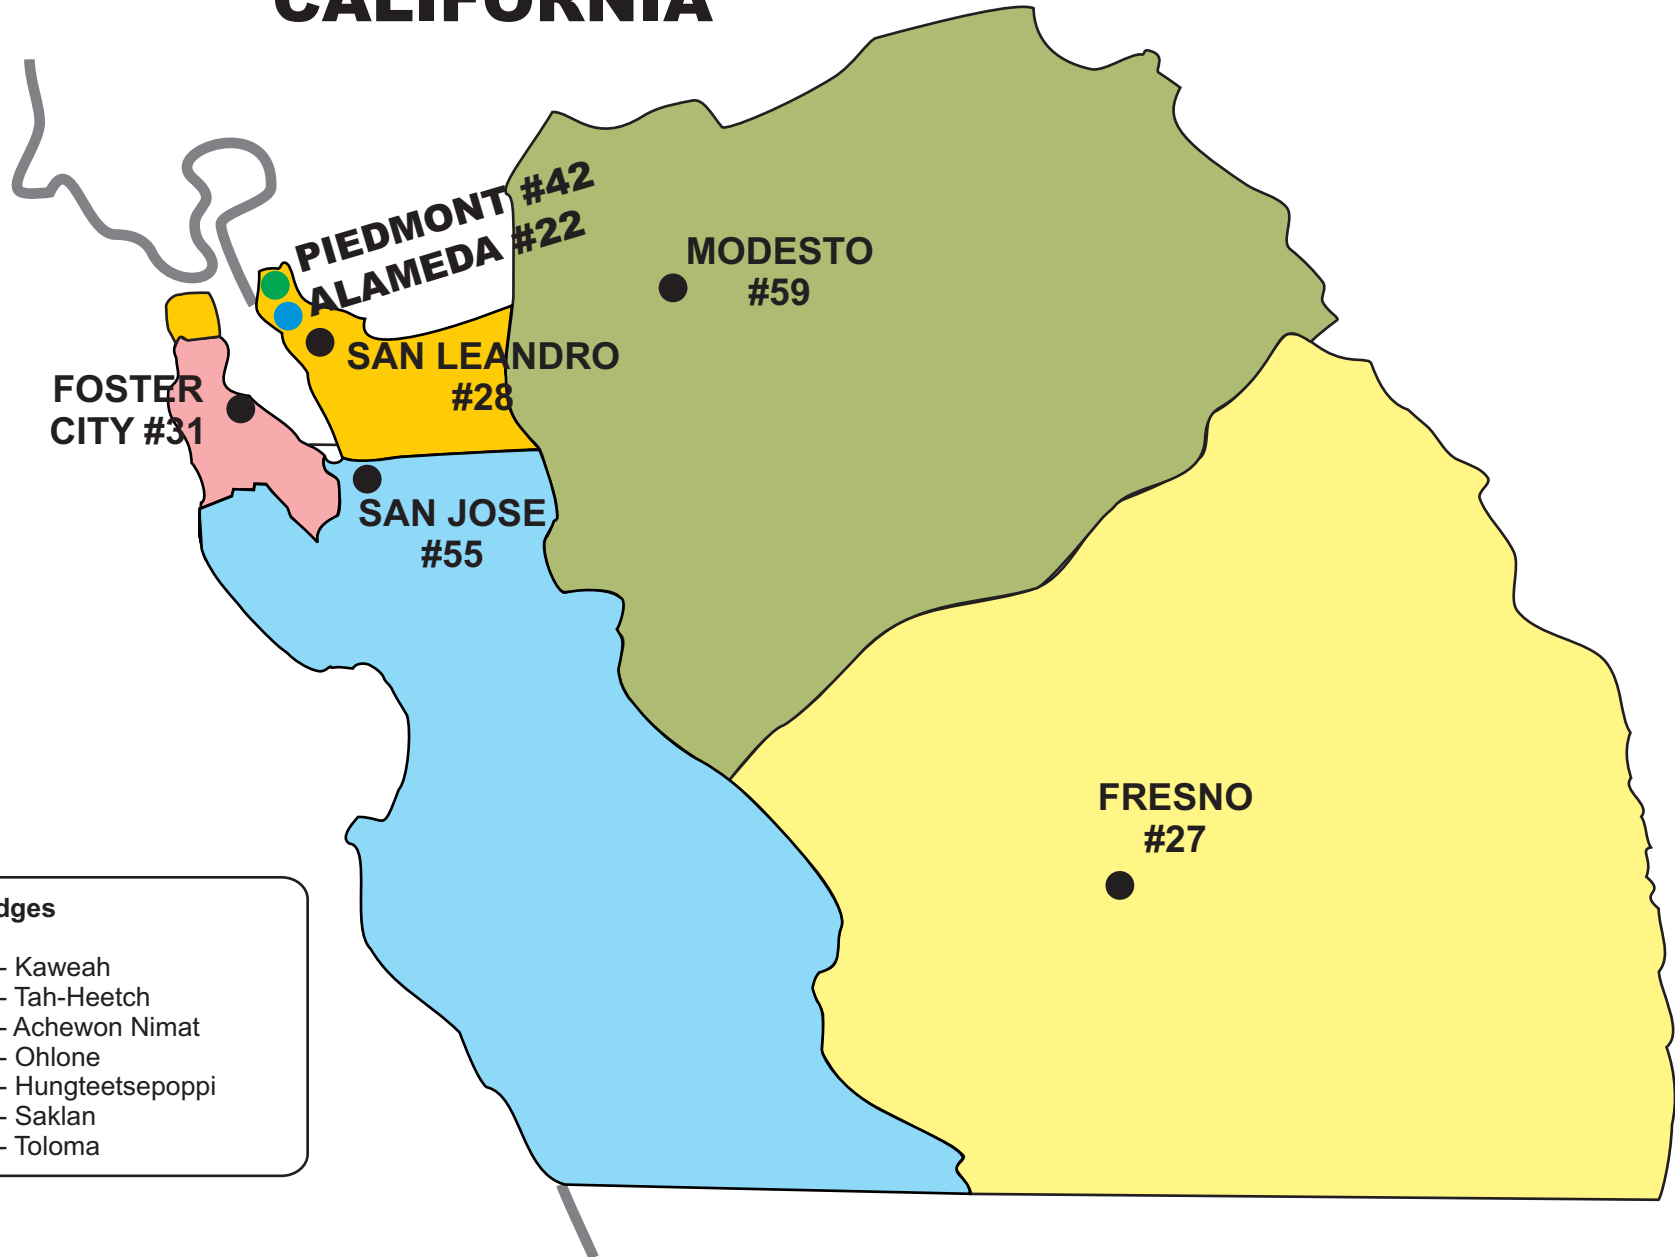 CALIFORNIA
PIEDMONT #42
ALAMEDA #22
MODESTO
#59
SAN LEANDRO
#28
FOSTER
CITY #31
SAN JOSE
#55
FRESNO
#27
dges
- Kaweah
- Tah-Heetch
- Achewon Nimat
- Ohlone
- Hungteetsepoppi
- Saklan
- Toloma